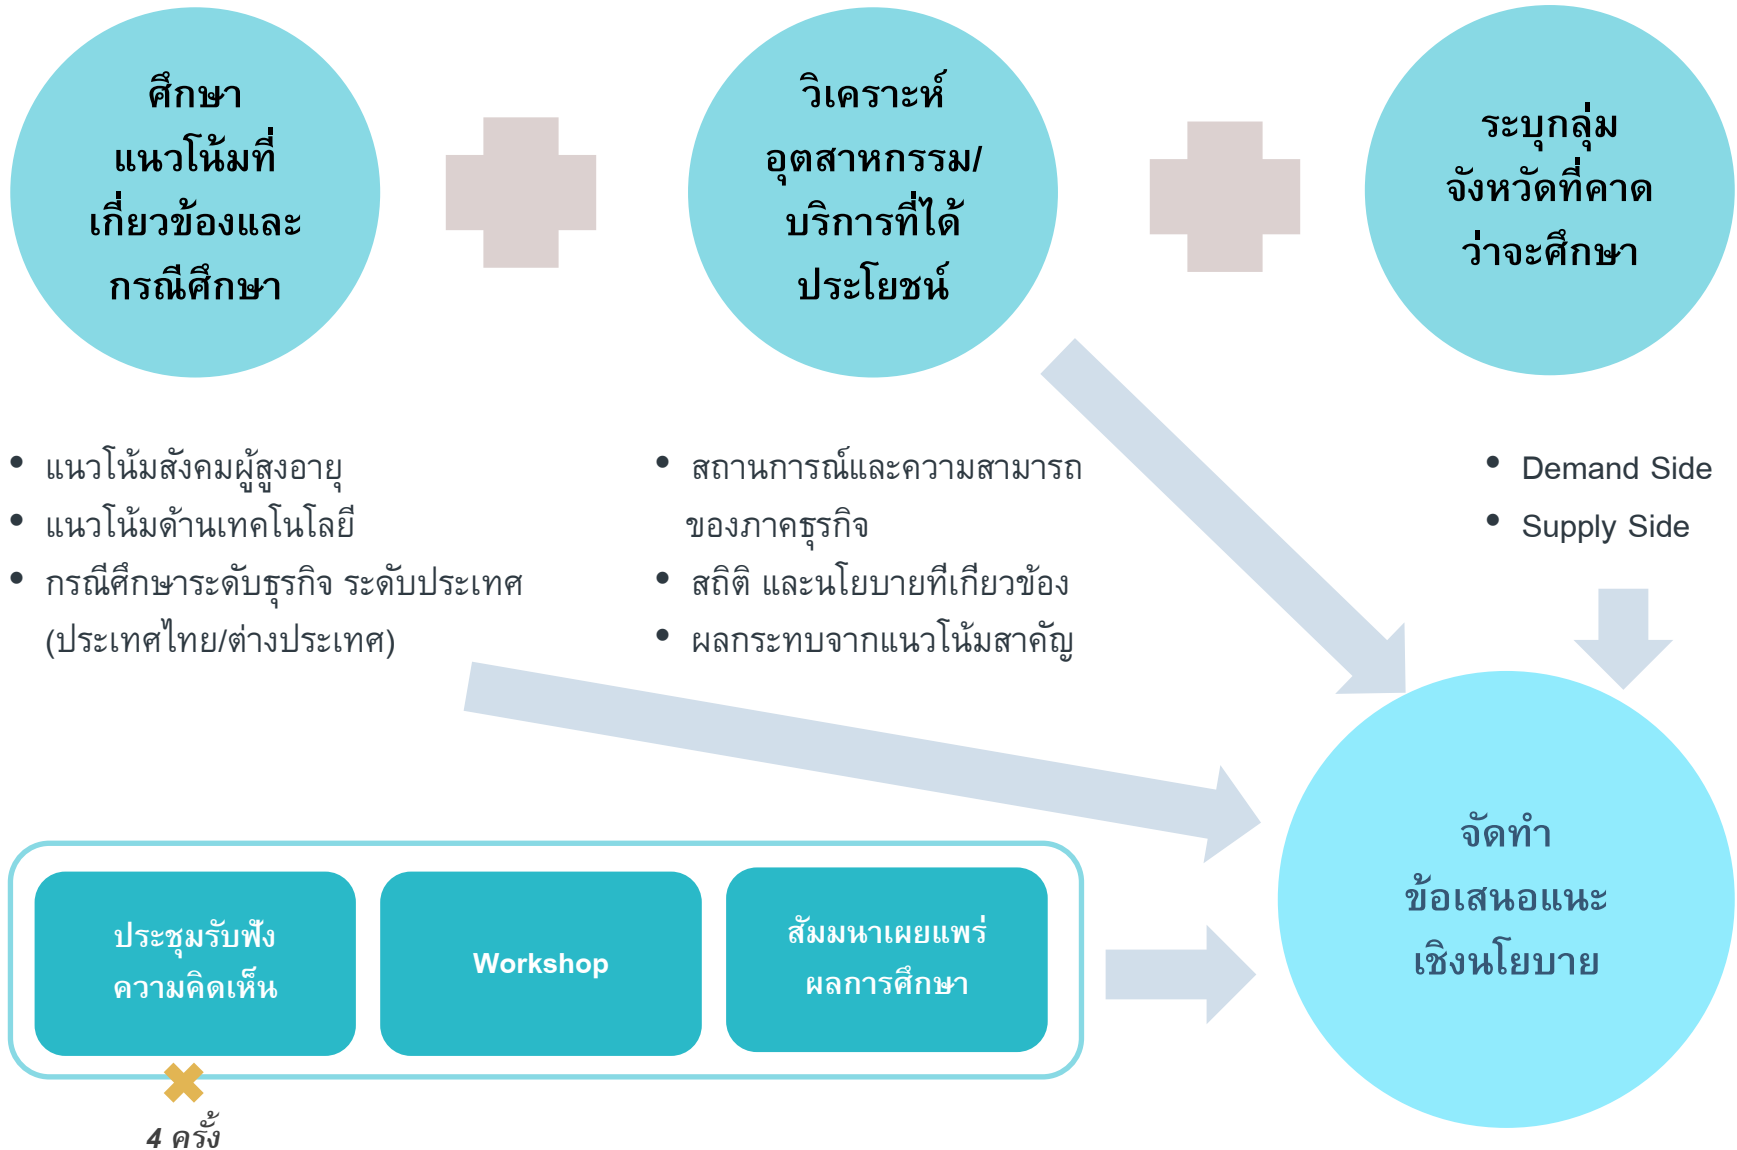 ศึกษา
แนวโน้มที่
เกี่ยวข้องและ
กรณีศึกษา
วิเคราะห์
อุตสาหกรรม/
บริการที่ได้
ประโยชน์
ระบุกลุ่ม
จังหวัดที่คาด
ว่าจะศึกษา
• แนวโน้มสังคมผู้สูงอายุ
• แนวโน้มด้านเทคโนโลยี
• กรณีศึกษาระดับธุรกิจ ระดับประเทศ
(ประเทศไทย/ต่างประเทศ)
• สถานการณ์และความสามารถ
ของภาคธุรกิจ
• สถิติ และนโยบายที่เกี่ยวข้อง
• ผลกระทบจากแนวโน้มสาคัญ
• Demand Side
• Supply Side
ประชุมรับฟัง
ความคิดเห็น
Workshop
สัมมนาเผยแพร่
ผลการศึกษา
4 ครั้ง
จัดทำ
ข้อเสนอแนะ
เชิงนโยบาย